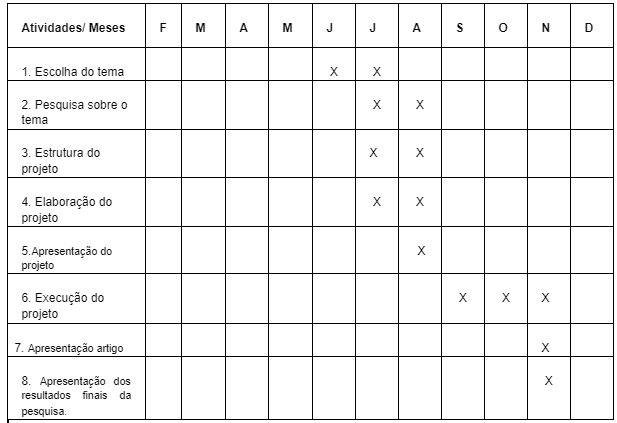 Atividades/ Meses F M A M J J A S O N D
1. Escolha do tema X X
2. Pesquisa sobre o X X
tema
3. Estrutura do X X
projeto
4. Elaboração do X X
projeto
5.Apresentação do X
projeto
6. Execução do X X X
projeto
7. Apresentação artigo X
8. Apresentação dos X
resultados finais da
pesquisa.